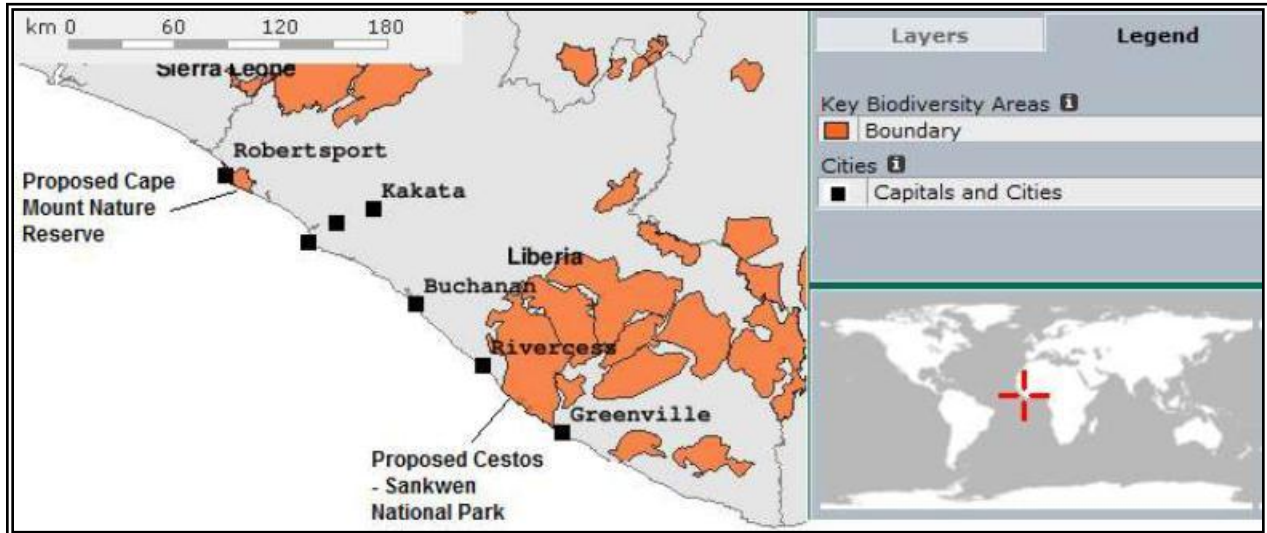 km 0 60 120 180
Sierra Leone
Robertsport
Proposed Cape
Mount Nature
Reserve
Kakata
Liberia
Buchanan
Rivercess
Greenville
Proposed Cestos
- Sankwen
National Park
Layers
Legend
Key Biodiversity Areas i
Boundary
Cities i
Capitals and Cities